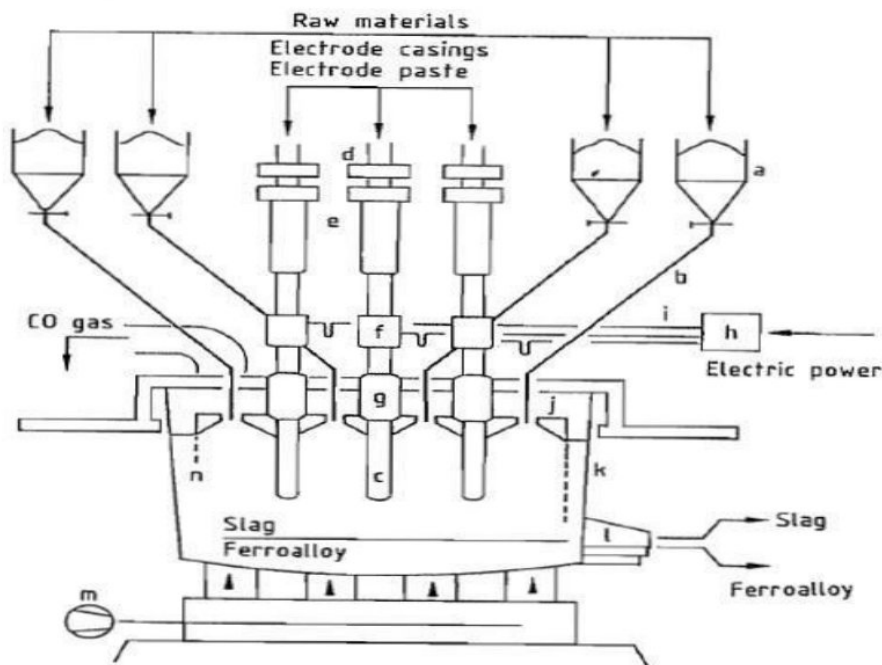 Raw materials
Electrode casings
Electrode paste
d
a
e
b
CO gas
f
i
h
Electric power
g
j
n
c
k
Slag
Ferroalloy
l
Slag
Ferroalloy
m